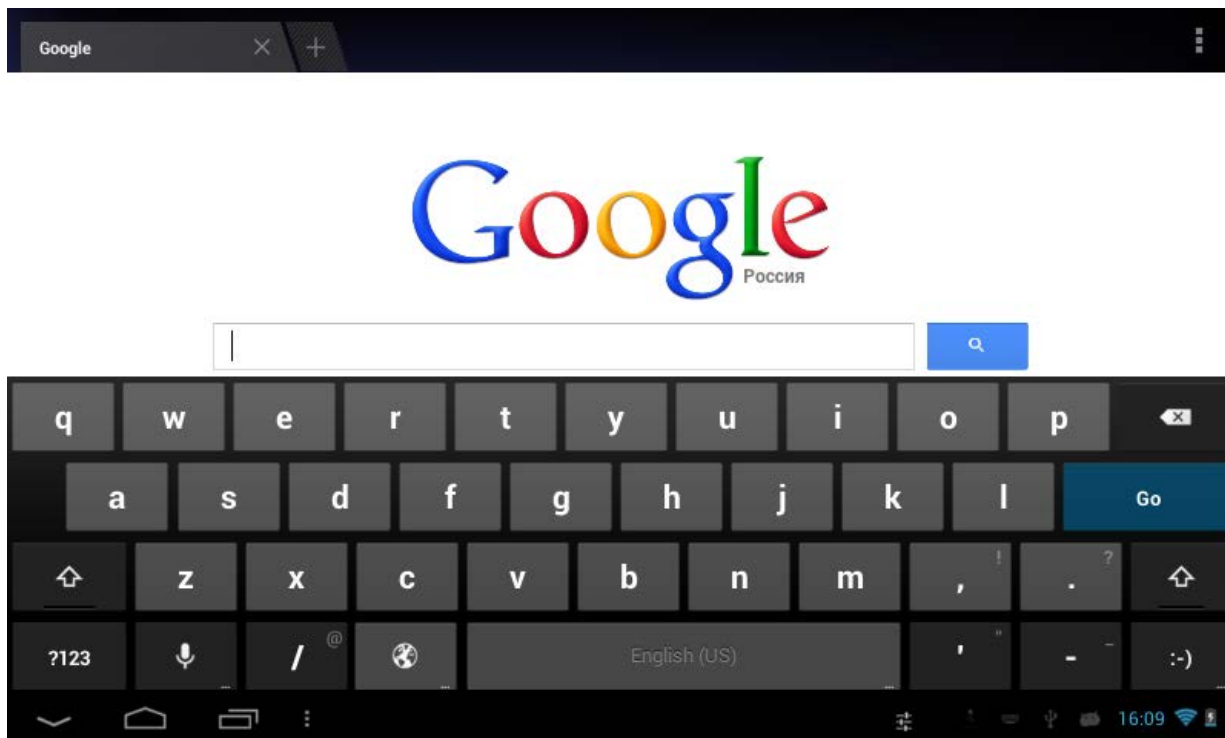 Google
Google
Россия
q w e r t y u i o p
a s d f g h j k l Go
z x c v b n m , ! . ?
?123 / @ English (US) ' " - _ :-)
16:09